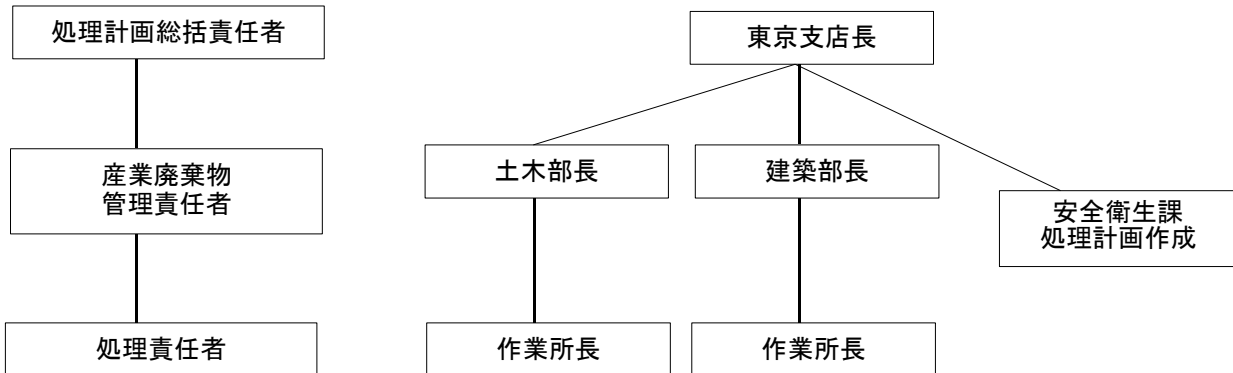 処理計画総括責任者
東京支店長
産業廃棄物
管理責任者
土木部長
建築部長
安全衛生課
処理計画作成
処理責任者
作業所長
作業所長